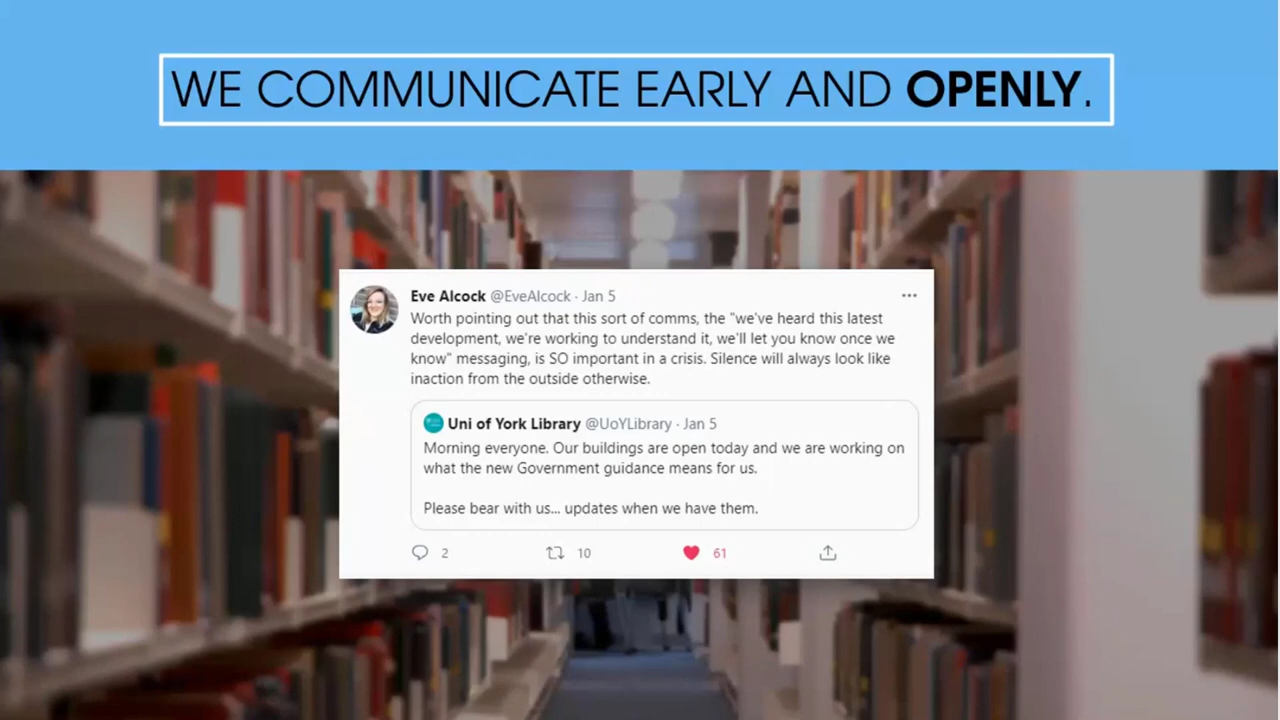 WE COMMUNICATE EARLY AND OPENLY.
Eve Alcock @EveAlcock · Jan 5
Worth pointing out that this sort of comms, the "we've heard this latest
development, we're working to understand it, we'll let you know once we
know" messaging, is SO important in a crisis. Silence will always look like
inaction from the outside otherwise.
Uni of York Library @UoYLibrary · Jan 5
Morning everyone. Our buildings are open today and we are working on
what the new Government guidance means for us.
Please bear with us... updates when we have them.
2 10 61